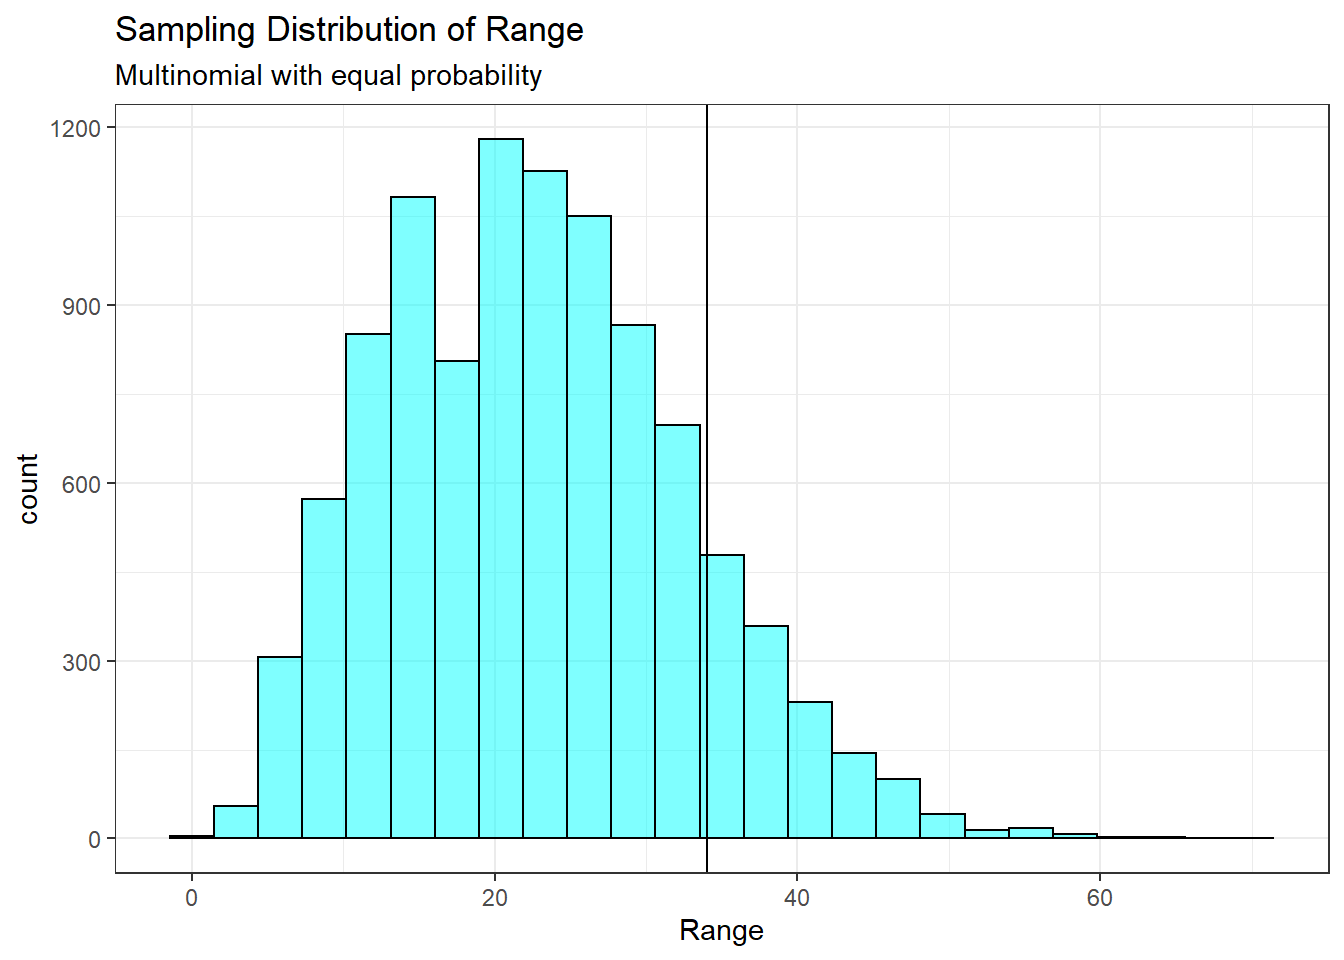 Sampling Distribution of Range
Multinomial with equal probability
1200
900
600
300
0
count
0 20 40 60
Range